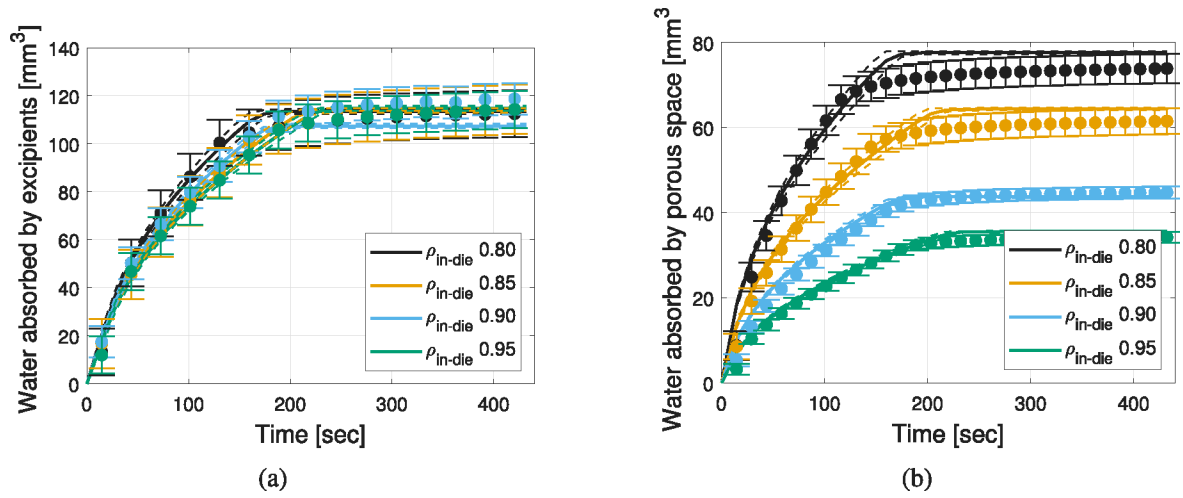 Water absorbed by excipients [mm³]
140
120
100
80
60
40
20
0
ρin-die 0.80
ρin-die 0.85
ρin-die 0.90
ρin-die 0.95
0 100 200 300 400
Time [sec]
(a)
Water absorbed by porous space [mm³]
80
60
40
20
0
ρin-die 0.80
ρin-die 0.85
ρin-die 0.90
ρin-die 0.95
0 100 200 300 400
Time [sec]
(b)